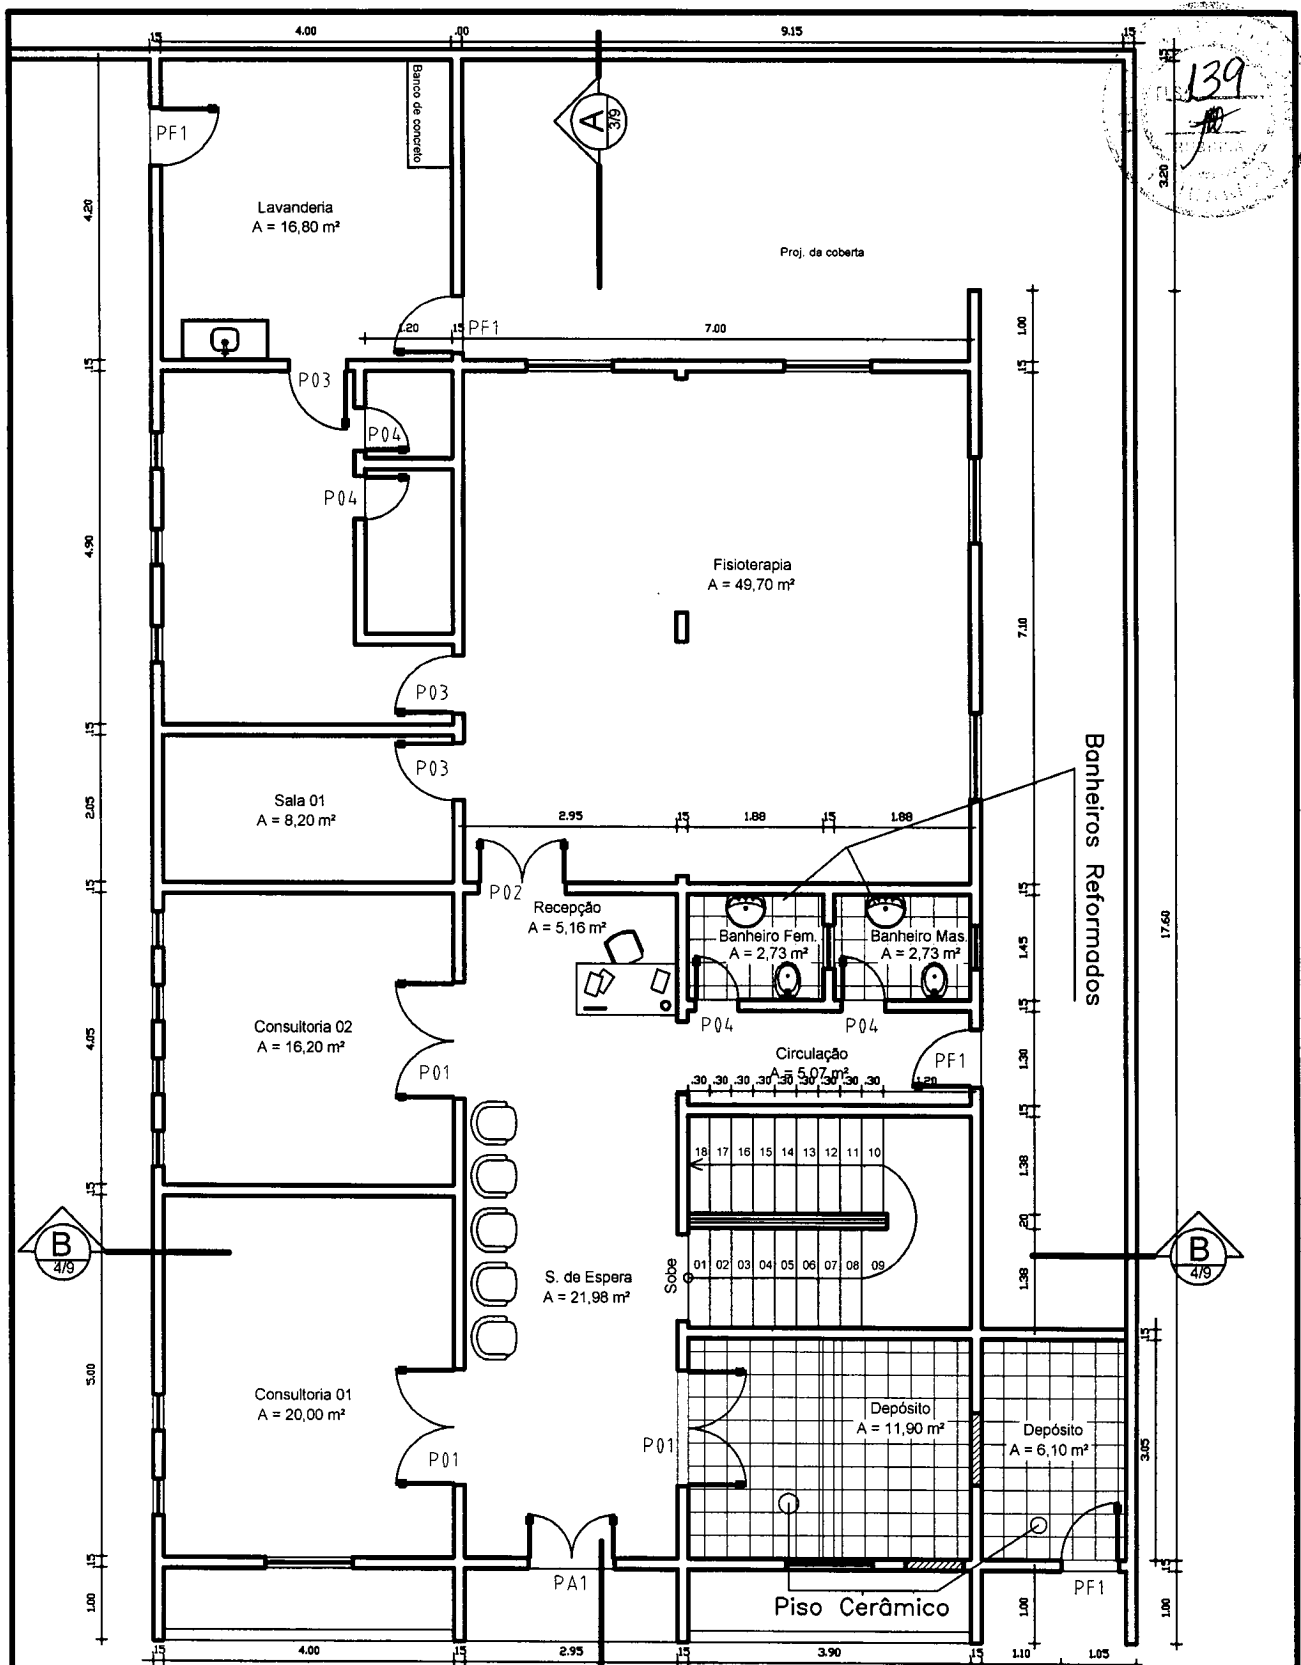 .15
4.00
.00
9.15
.15
139
Banco de concreto
PF1
A
3/9
.15
3.20
4.20
Lavanderia
A = 16,80 m²
Proj. de coberta
1.20
.15
PF1
7.00
1.00
.15
P03
.15
P04
P04
4.90
Fisioterapia
A = 49,70 m²
7.10
P03
.15
P03
Banheiros Reformados
Sala 01
A = 8,20 m²
2.05
2.95
.15
1.88
.15
1.88
.15
P02
.15
Recepção
A = 5,16 m²
Banheiro Fem.
A = 2,73 m²
Banheiro Mas.
A = 2,73 m²
17.60
1.45
.15
Consultoria 02
A = 16,20 m²
4.05
P04
P04
P01
Circulação
A = 5,07 m²
PF1
1.30
.30 .30 .30 .30 .30 .30 .30 .30 .30
1.20
.15
18 17 16 15 14 13 12 11 10
1.38
.15
.20
B
4/9
B
4/9
Sobe
01 02 03 04 05 06 07 08 09
1.38
S. de Espera
A = 21,98 m²
.15
5.00
Consultoria 01
A = 20,00 m²
Depósito
A = 11,90 m²
Depósito
A = 6,10 m²
3.05
P01
P01
.15
PA1
PF1
.15
Piso Cerâmico
1.00
1.00
1.00
.15
4.00
.15
2.95
.15
3.90
.15
1.10
1.05